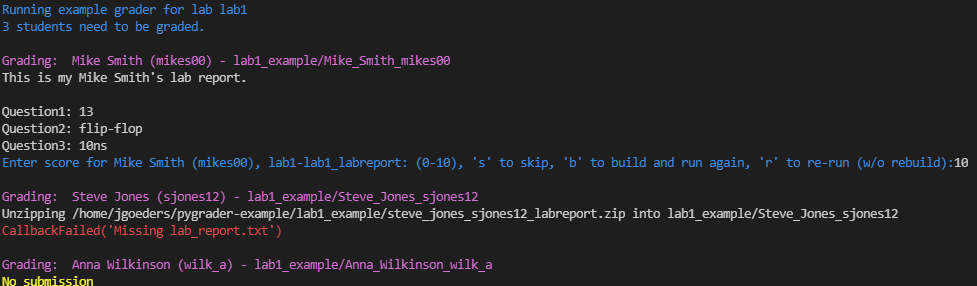 Running example grader for lab lab1
3 students need to be graded.
Grading:  Mike Smith (mikes00) - lab1_example/Mike_Smith_mikes00
This is my Mike Smith's lab report.
Question1: 13
Question2: flip-flop
Question3: 10ns
Enter score for Mike Smith (mikes00), lab1-lab1_labreport: (0-10), 's' to skip, 'b' to build and run again, 'r' to re-run (w/o rebuild):10
Grading:  Steve Jones (sjones12) - lab1_example/Steve_Jones_sjones12
Unzipping /home/jgoeders/pygrader-example/lab1_example/steve_jones_sjones12_labreport.zip into lab1_example/Steve_Jones_sjones12
CallbackFailed('Missing lab_report.txt')
Grading:  Anna Wilkinson (wilk_a) - lab1_example/Anna_Wilkinson_wilk_a
No submission